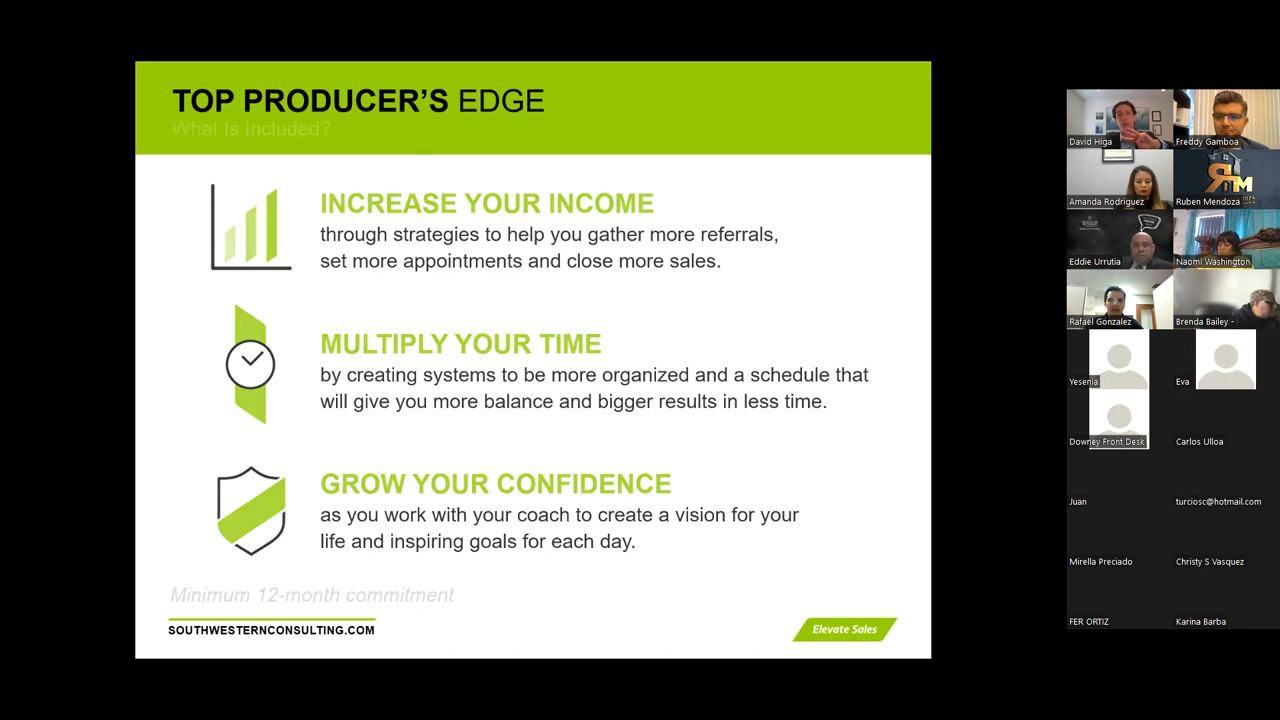 TOP PRODUCER'S EDGE
What Is Included?
INCREASE YOUR INCOME
through strategies to help you gather more referrals,
set more appointments and close more sales.
MULTIPLY YOUR TIME
by creating systems to be more organized and a schedule that
will give you more balance and bigger results in less time.
GROW YOUR CONFIDENCE
as you work with your coach to create a vision for your
life and inspiring goals for each day.
Minimum 12-month commitment
SOUTHWESTERNCONSULTING.COM
Elevate Sales
David Higa
Freddy Gamboa
Amanda Rodriguez
Ruben Mendoza
Eddie Urrutia
Naomi Washington
Rafael Gonzalez
Brenda Bailey -
Yesenia
Eva
Downey Front Desk
Carlos Ulloa
Juan
turciosc@hotmail.com
Mirella Preciado
Christy S Vasquez
FER ORTIZ
Karina Barba